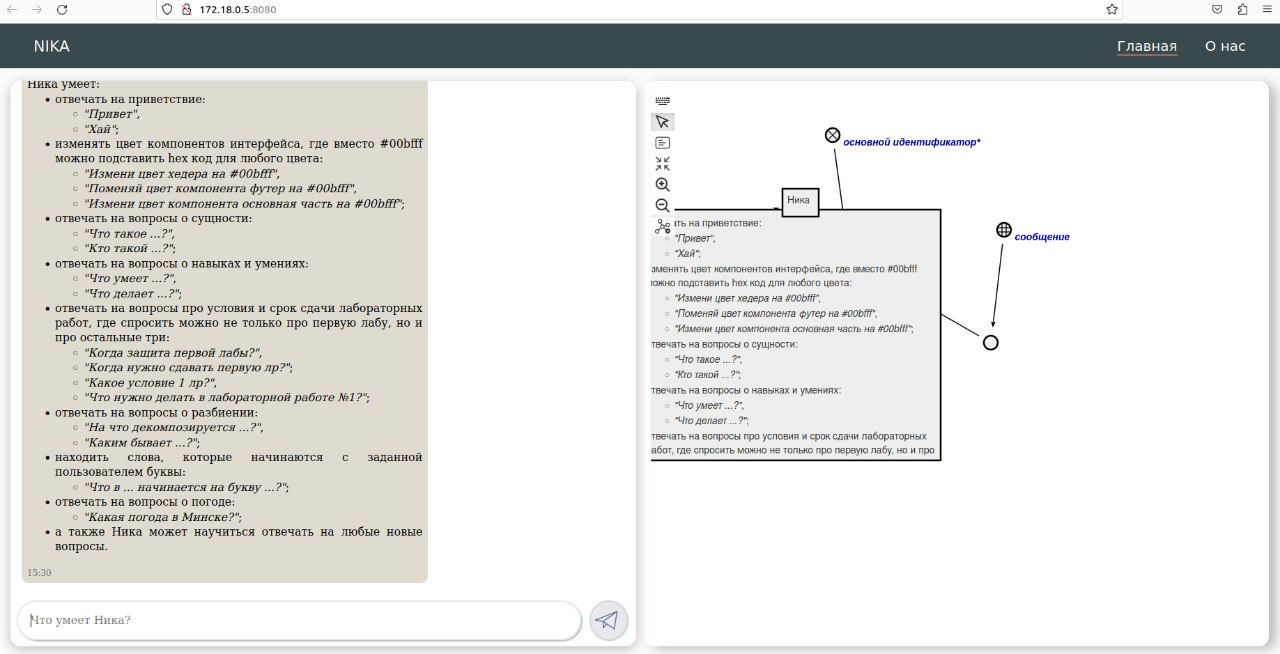 172.18.0.5:8080
NIKA
Главная
О нас
Ника умеет:
• отвечать на приветствие:
◦ "Привет",
◦ "Хай";
• изменять цвет компонентов интерфейса, где вместо #00bfff
можно подставить hex код для любого цвета:
◦ "Измени цвет хедера на #00bfff",
◦ "Поменяй цвет компонента футер на #00bfff",
◦ "Измени цвет компонента основная часть на #00bfff";
• отвечать на вопросы о сущности:
◦ "Что такое ...?",
◦ "Кто такой ...?";
• отвечать на вопросы о навыках и умениях:
◦ "Что умеет ...?",
◦ "Что делает ...?";
• отвечать на вопросы про условия и срок сдачи лабораторных
работ, где спросить можно не только про первую лабу, но и
про остальные три:
◦ "Когда защита первой лабы?",
◦ "Когда нужно сдавать первую лр?";
◦ "Какое условие 1 лр?",
◦ "Что нужно делать в лабораторной работе №1?";
• отвечать на вопросы о разбиении:
◦ "На что декомпозируется ...?",
◦ "Каким бывает ...?";
• находить слова, которые начинаются с заданной
пользователем буквы:
◦ "Что в ... начинается на букву ...?";
• отвечать на вопросы о погоде:
◦ "Какая погода в Минске?";
• а также Ника может научиться отвечать на любые новые
вопросы.
15:30
Что умеет Ника?
основной идентификатор*
Ника
ать на приветствие:
◦ "Привет",
◦ "Хай";
зменять цвет компонентов интерфейса, где вместо #00bfff
ожно подставить hex код для любого цвета:
◦ "Измени цвет хедера на #00bfff",
◦ "Поменяй цвет компонента футер на #00bfff",
◦ "Измени цвет компонента основная часть на #00bfff";
твечать на вопросы о сущности:
◦ "Что такое ...?",
◦ "Кто такой ...?";
твечать на вопросы о навыках и умениях:
◦ "Что умеет ...?",
◦ "Что делает ...?";
твечать на вопросы про условия и срок сдачи лабораторных
абот, где спросить можно не только про первую лабу, но и про
сообщение